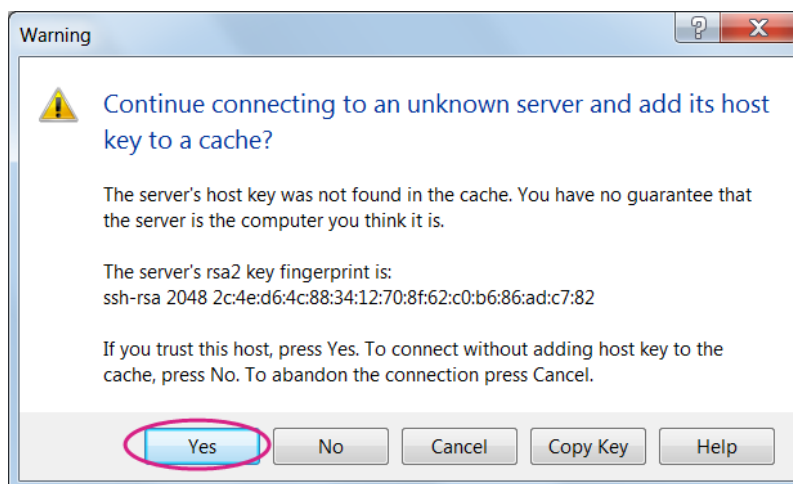 Warning
Continue connecting to an unknown server and add its host
key to a cache?
The server's host key was not found in the cache. You have no guarantee that
the server is the computer you think it is.
The server's rsa2 key fingerprint is:
ssh-rsa 2048 2c:4e:d6:4c:88:34:12:70:8f:62:c0:b6:86:ad:c7:82
If you trust this host, press Yes. To connect without adding host key to the
cache, press No. To abandon the connection press Cancel.
Yes No Cancel Copy Key Help